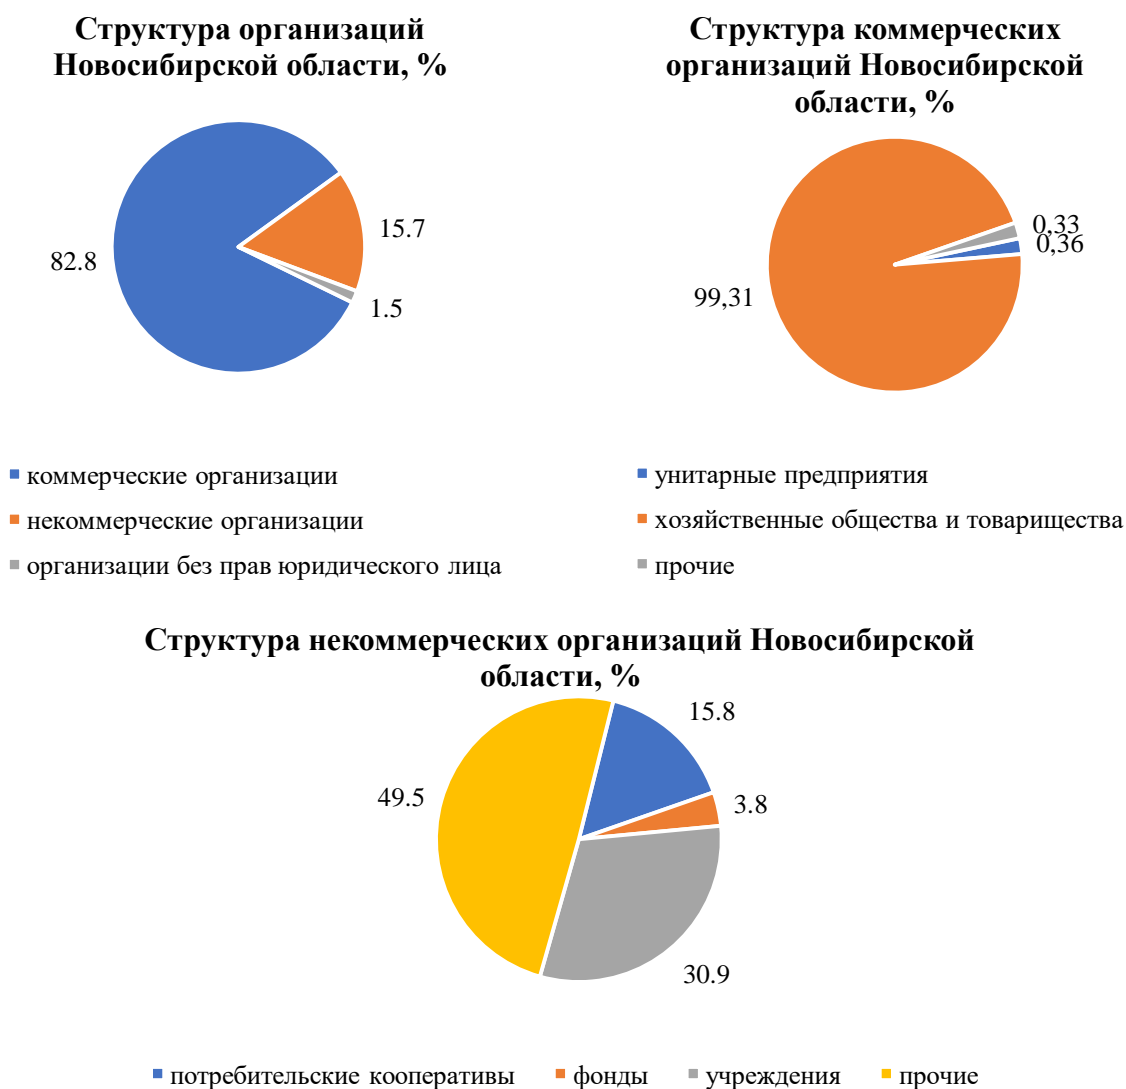 Структура организаций
Новосибирской области, %
82.8
15.7
1.5
коммерческие организации
некоммерческие организации
организации без прав юридического лица
Структура коммерческих
организаций Новосибирской
области, %
0,33
0,36
99,31
унитарные предприятия
хозяйственные общества и товарищества
прочие
Структура некоммерческих организаций Новосибирской
области, %
15.8
3.8
49.5
30.9
потребительские кооперативы
фонды
учреждения
прочие